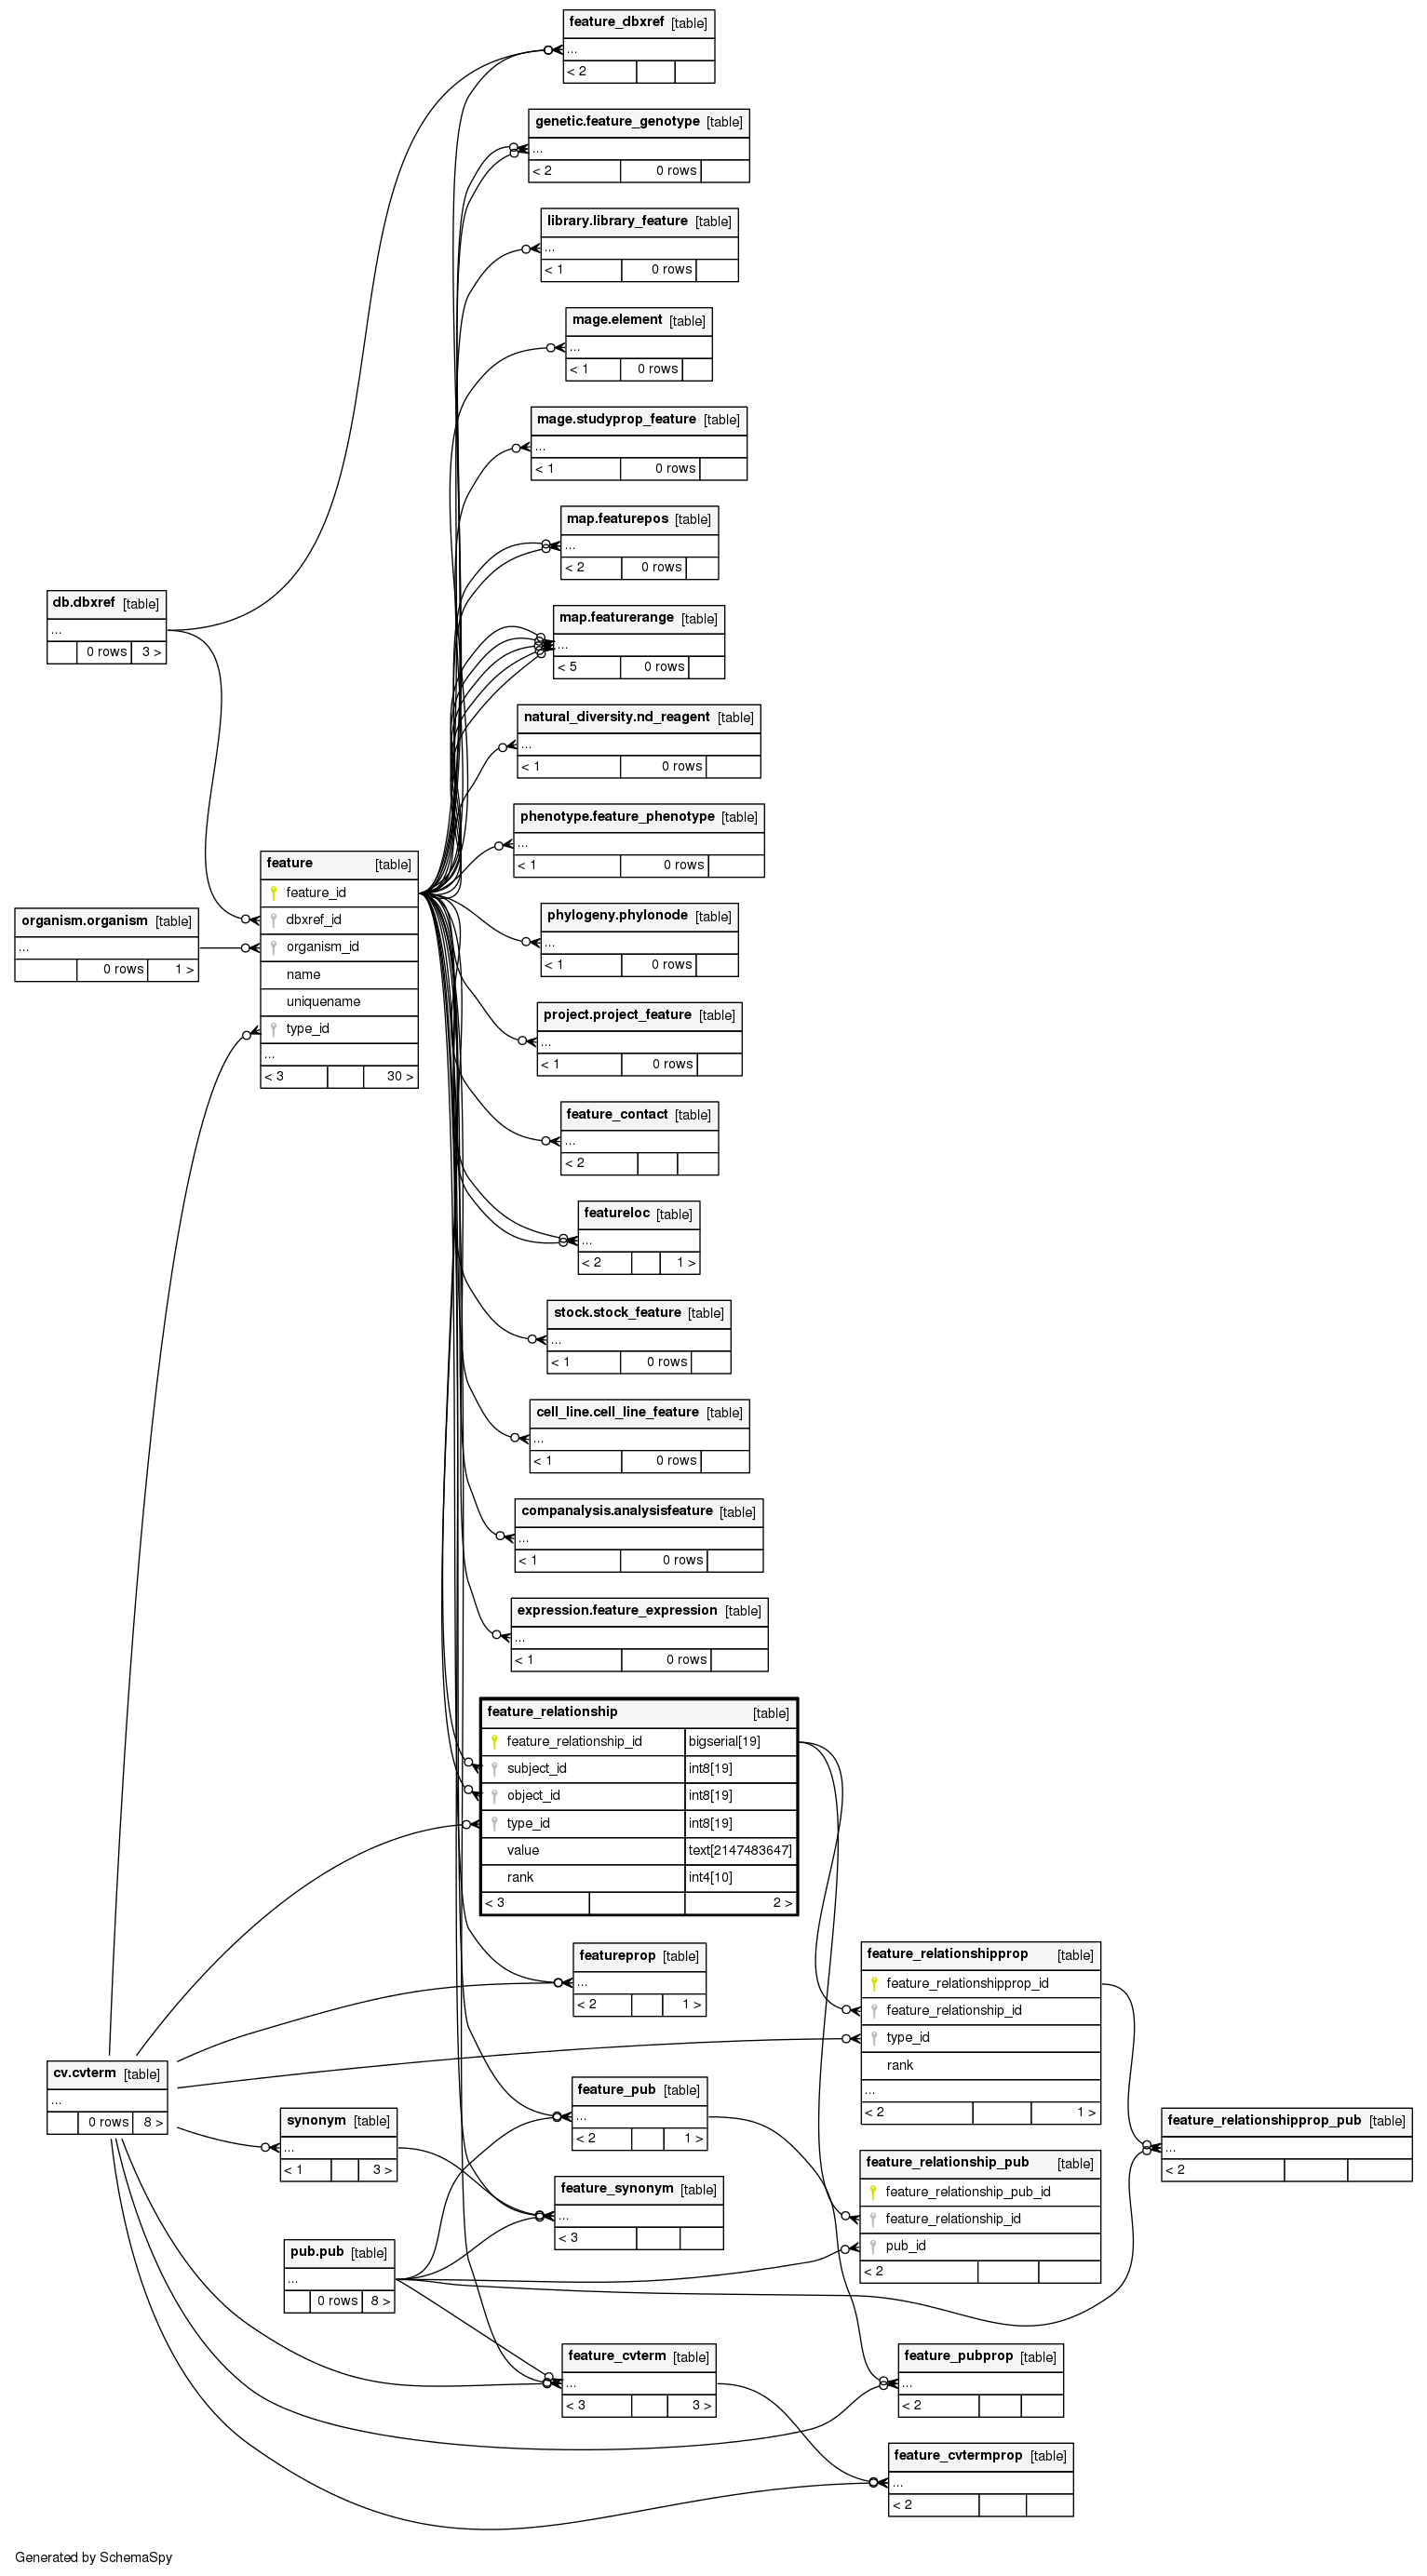 feature_dbxref [table]
...
< 2
genetic.feature_genotype [table]
...
< 2 0 rows
library.library_feature [table]
...
< 1 0 rows
mage.element [table]
...
< 1 0 rows
mage.studyprop_feature [table]
...
< 1 0 rows
map.featurepos [table]
...
< 2 0 rows
db.dbxref [table]
...
0 rows 3 >
map.featurerange [table]
...
< 5 0 rows
natural_diversity.nd_reagent [table]
...
< 1 0 rows
phenotype.feature_phenotype [table]
...
< 1 0 rows
feature [table]
feature_id
dbxref_id
organism_id
name
uniquename
type_id
...
< 3 30 >
organism.organism [table]
...
0 rows 1 >
phylogeny.phylonode [table]
...
< 1 0 rows
project.project_feature [table]
...
< 1 0 rows
feature_contact [table]
...
< 2
featureloc [table]
...
< 2 1 >
stock.stock_feature [table]
...
< 1 0 rows
cell_line.cell_line_feature [table]
...
< 1 0 rows
companalysis.analysisfeature [table]
...
< 1 0 rows
expression.feature_expression [table]
...
< 1 0 rows
feature_relationship [table]
feature_relationship_id bigserial[19]
subject_id int8[19]
object_id int8[19]
type_id int8[19]
value text[2147483647]
rank int4[10]
< 3 2 >
featureprop [table]
...
< 2 1 >
feature_relationshipprop [table]
feature_relationshipprop_id
feature_relationship_id
type_id
rank
...
< 2 1 >
cv.cvterm [table]
...
0 rows 8 >
feature_pub [table]
...
< 2 1 >
synonym [table]
...
< 1 3 >
feature_relationshipprop_pub [table]
...
< 2
feature_relationship_pub [table]
feature_relationship_pub_id
feature_relationship_id
pub_id
< 2
feature_synonym [table]
...
< 3
pub.pub [table]
...
0 rows 8 >
feature_cvterm [table]
...
< 3 3 >
feature_pubprop [table]
...
< 2
feature_cvtermprop [table]
...
< 2
Generated by SchemaSpy